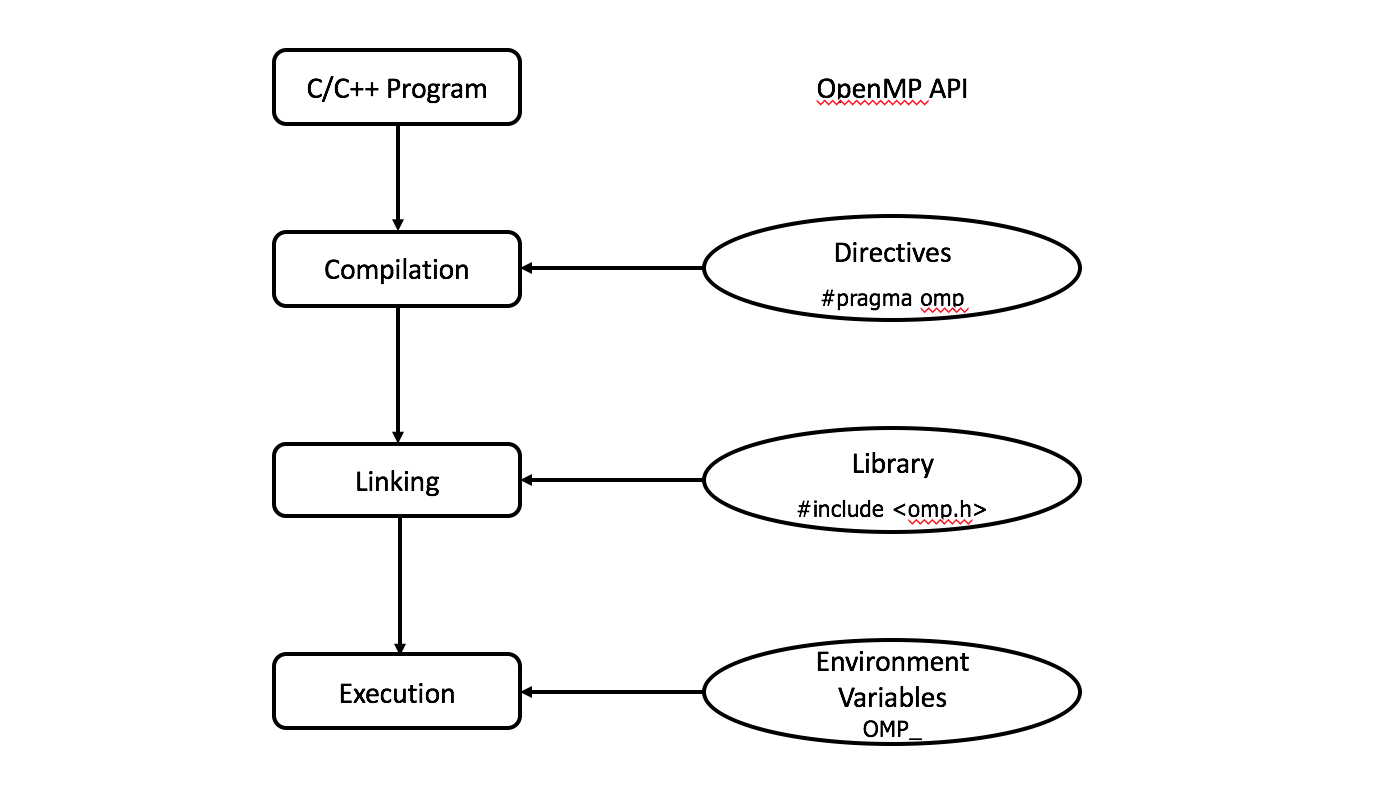 C/C++ Program
OpenMP API
Compilation
Directives
#pragma omp
Linking
Library
#include <omp.h>
Execution
Environment
Variables
OMP_